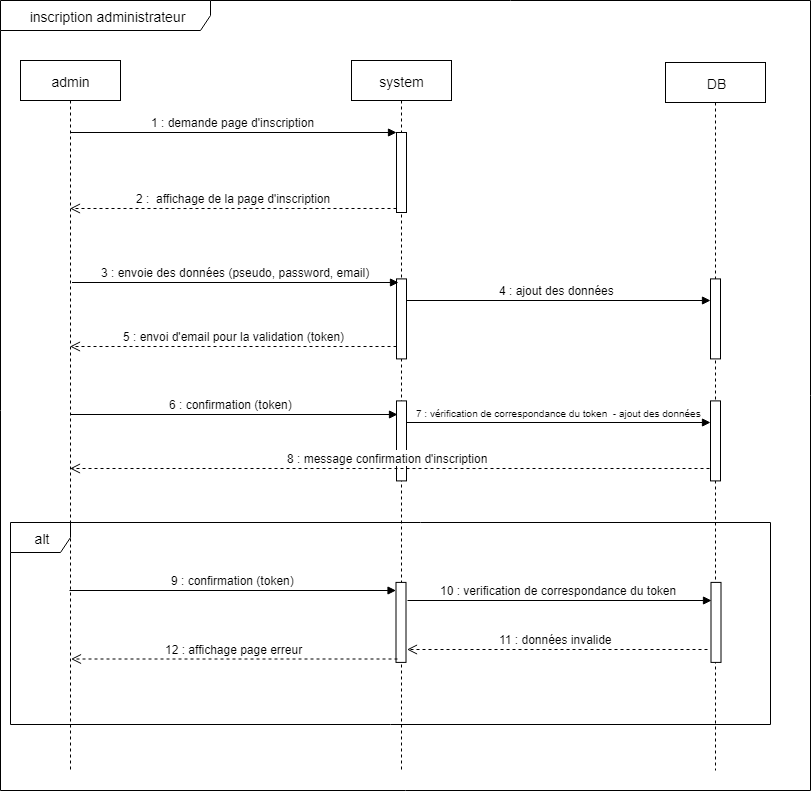 inscription administrateur
admin
system
DB
1 : demande page d'inscription
2 : affichage de la page d'inscription
3 : envoie des données (pseudo, password, email)
4 : ajout des données
5 : envoi d'email pour la validation (token)
6 : confirmation (token)
7 : vérification de correspondance du token - ajout des données
8 : message confirmation d'inscription
alt
9 : confirmation (token)
10 : verification de correspondance du token
11 : données invalide
12 : affichage page erreur